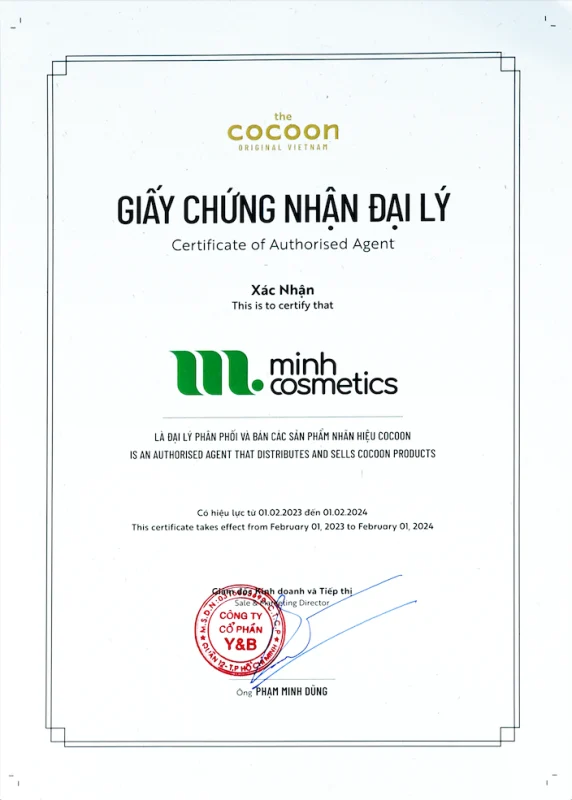 the
cocoon
ORIGINAL VIETNAM
GIẤY CHỨNG NHẬN ĐẠI LÝ
Certificate of Authorised Agent
Xác Nhận
This is to certify that
m.
minh
cosmetics
LÀ ĐẠI LÝ PHÂN PHỐI VÀ BÁN CÁC SẢN PHẨM NHÃN HIỆU COCOON
IS AN AUTHORISED AGENT THAT DISTRIBUTES AND SELLS COCOON PRODUCTS
Có hiệu lực từ 01.02.2023 đến 01.02.2024
This certificate takes effect from February 01, 2023 to February 01, 2024
Giám đốc Kinh doanh và Tiếp thị
Sale & Marketing Director
M.S.D.N: C.T.C.P
CÔNG TY
CỔ PHẦN
Y&B
QUẬN 12 - T.P HỒ CHÍ MINH
Ông PHẠM MINH DŨNG